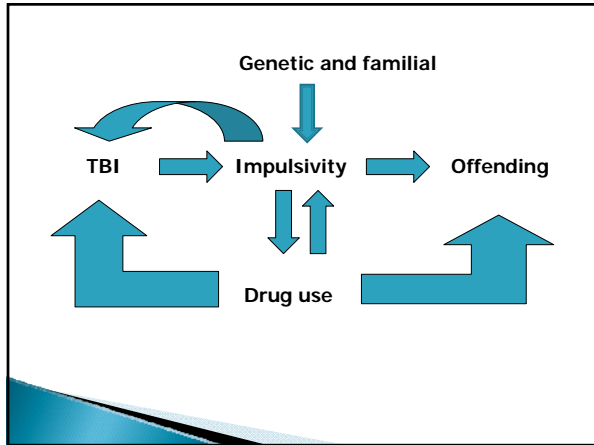 Genetic and familial
TBI Impulsivity Offending
Drug use